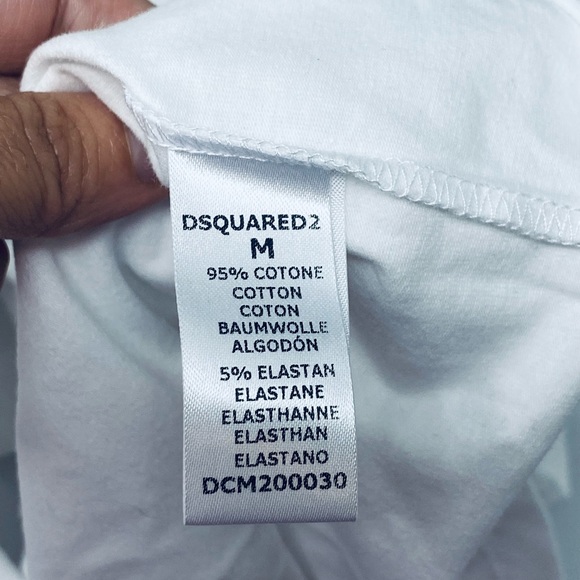 DSQUARED2
M
95% COTONE
COTTON
COTON
BAUMWOLLE
ALGODÓN
5% ELASTAN
ELASTANE
ELASTHANNE
ELASTHAN
ELASTANO
DCM200030